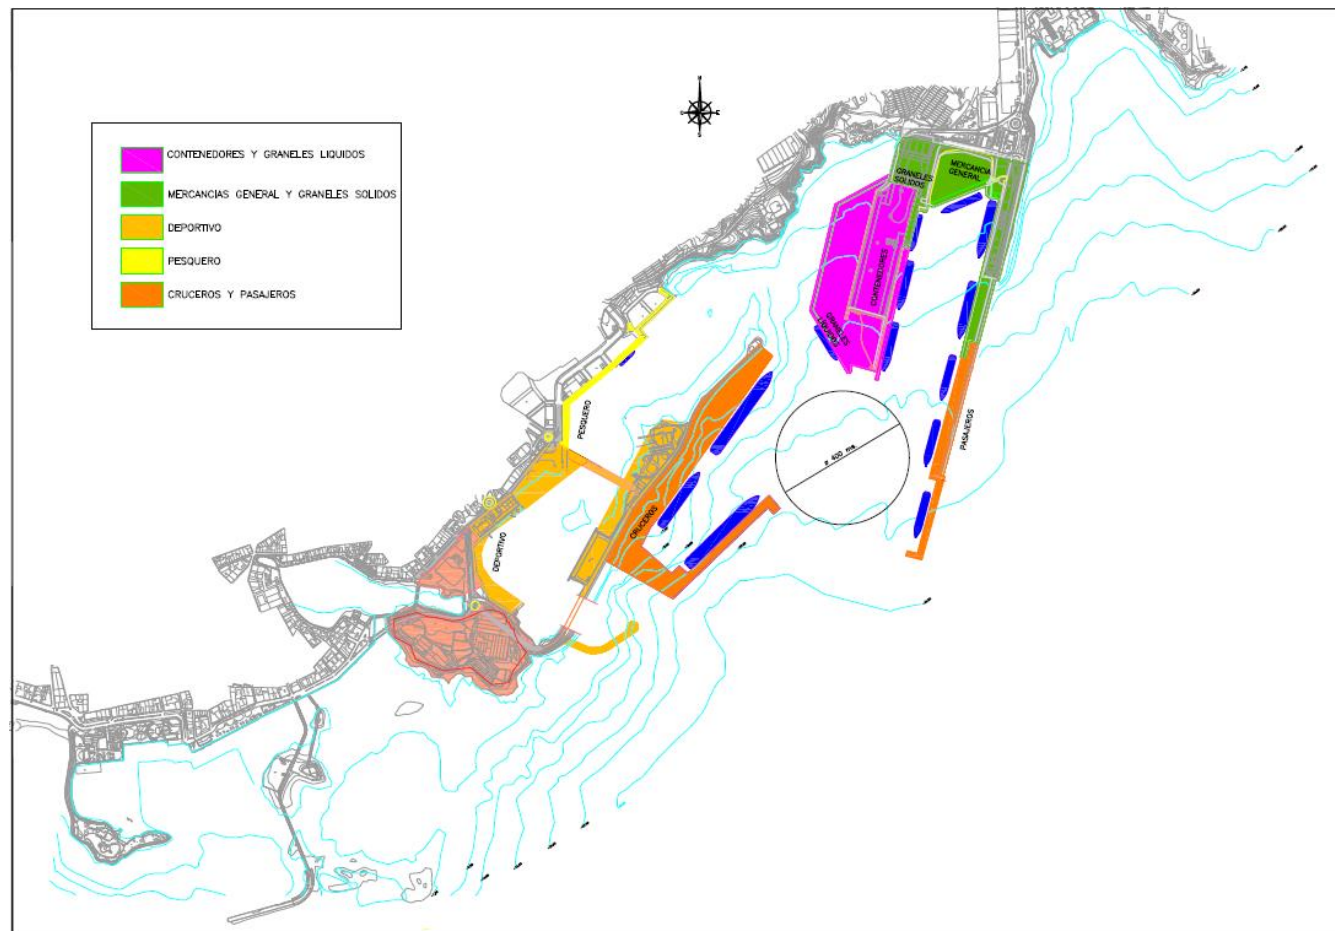 CONTENEDORES Y GRANELES LIQUIDOS
MERCANCIAS GENERAL Y GRANELES SOLIDOS
DEPORTIVO
PESQUERO
CRUCEROS Y PASAJEROS
GRANELES
SOLIDOS
MERCANCIA
GENERAL
CONTENEDORES
GRANELES
LIQUIDOS
PESQUERO
PASAJEROS
CRUCEROS
DEPORTIVO